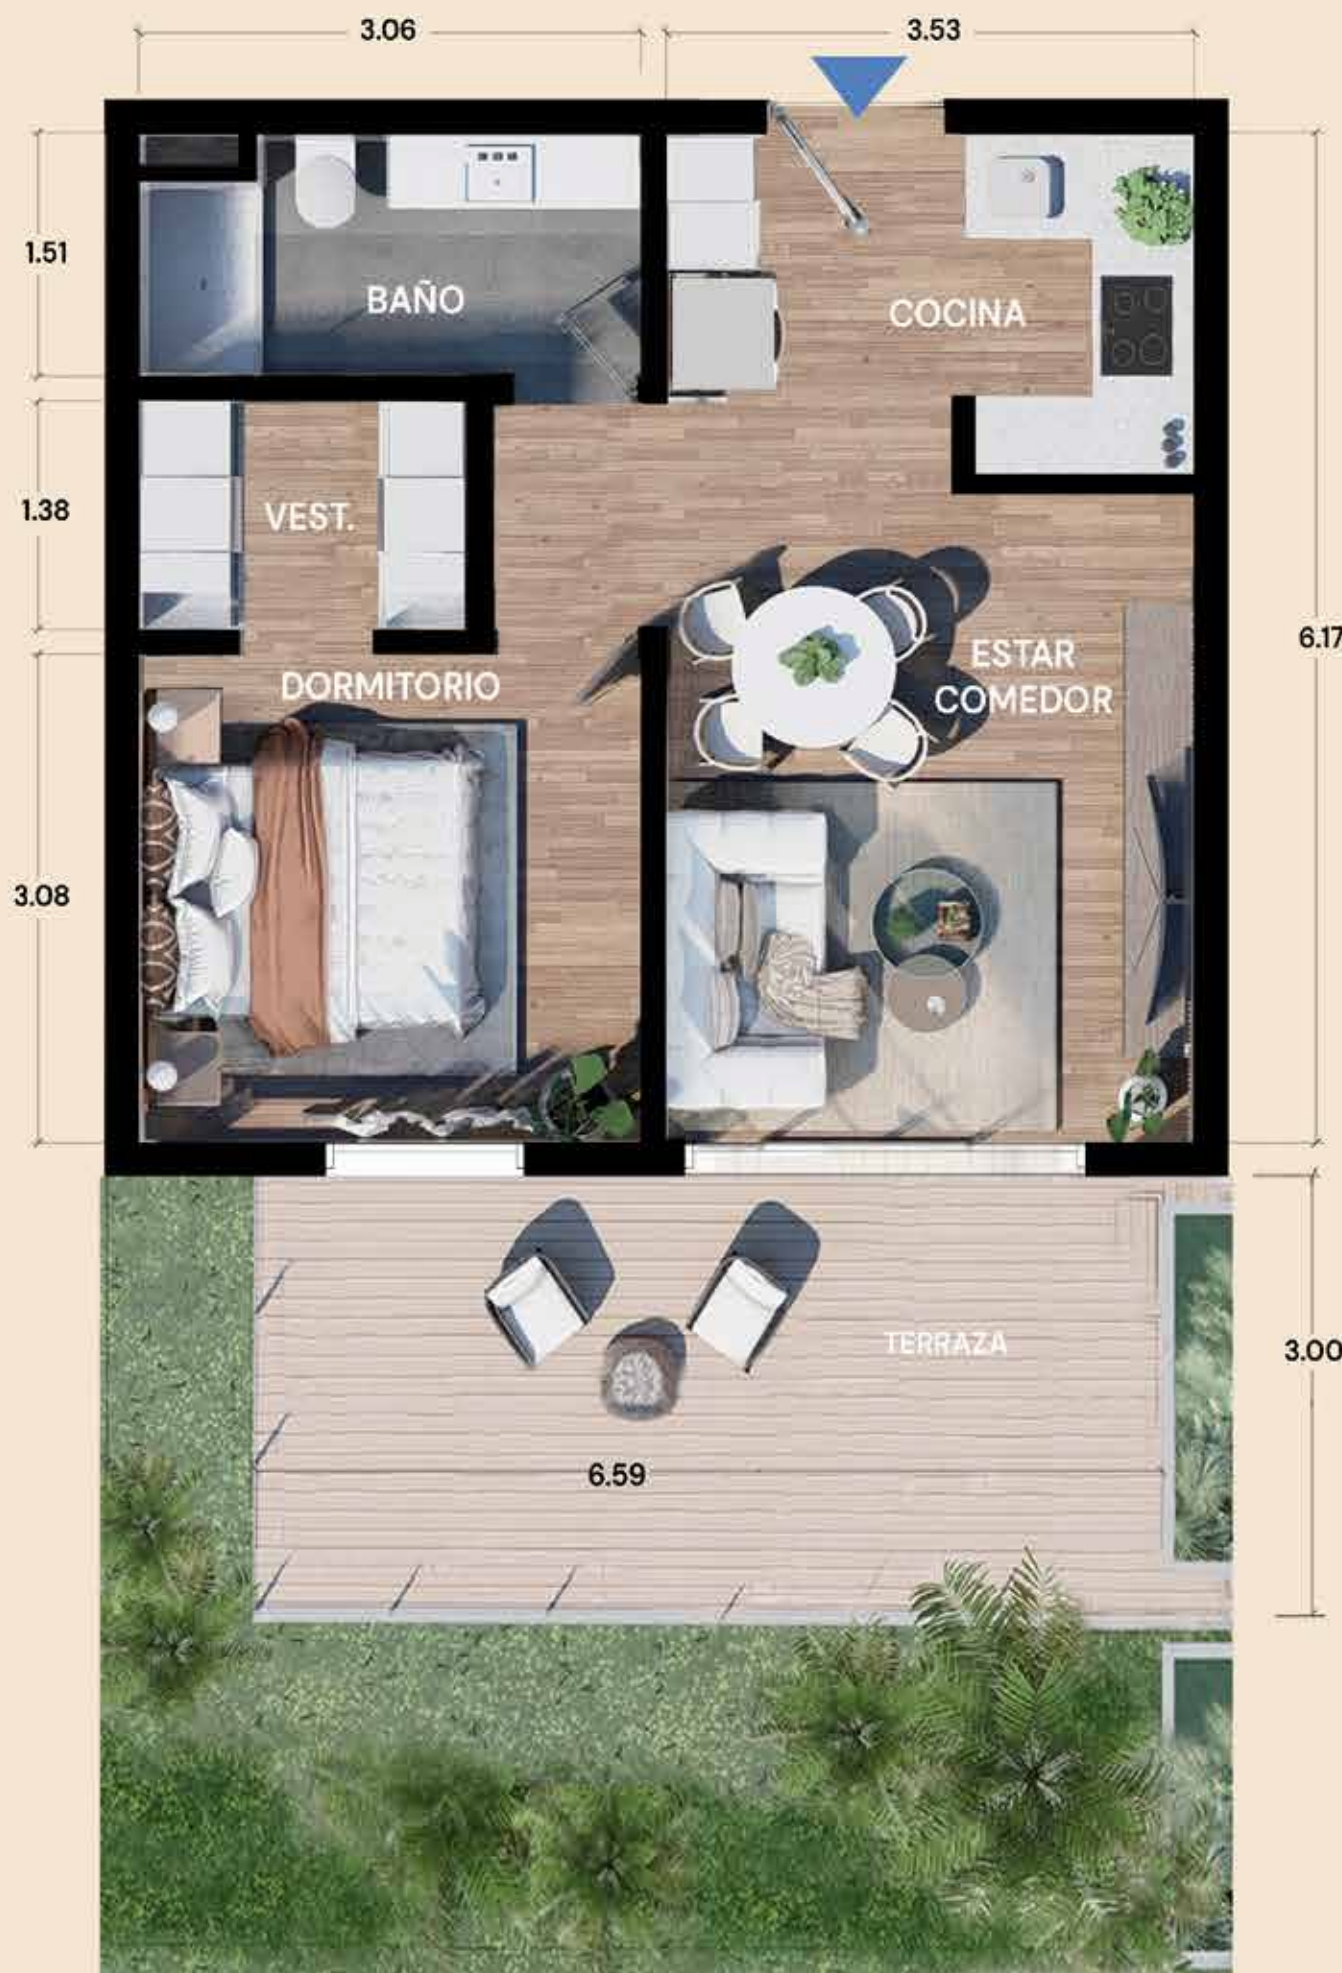 3.06
3.53
1.51
BAÑO
COCINA
1.38
VEST.
6.17
ESTAR
COMEDOR
DORMITORIO
3.08
TERRAZA
3.00
6.59